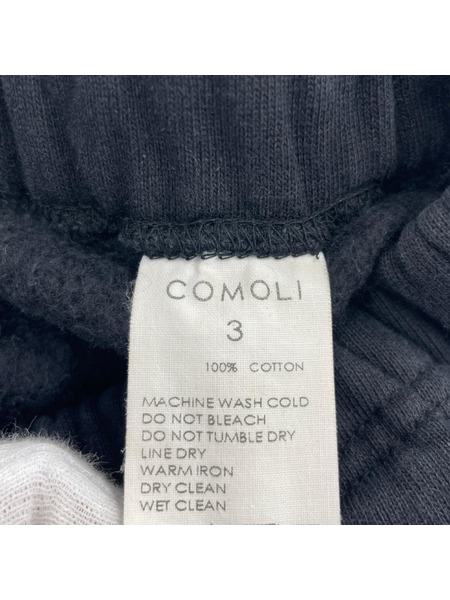 COMOLI
3
100% COTTON
MACHINE WASH COLD
DO NOT BLEACH
DO NOT TUMBLE DRY
LINE DRY
WARM IRON
DRY CLEAN
WET CLEAN